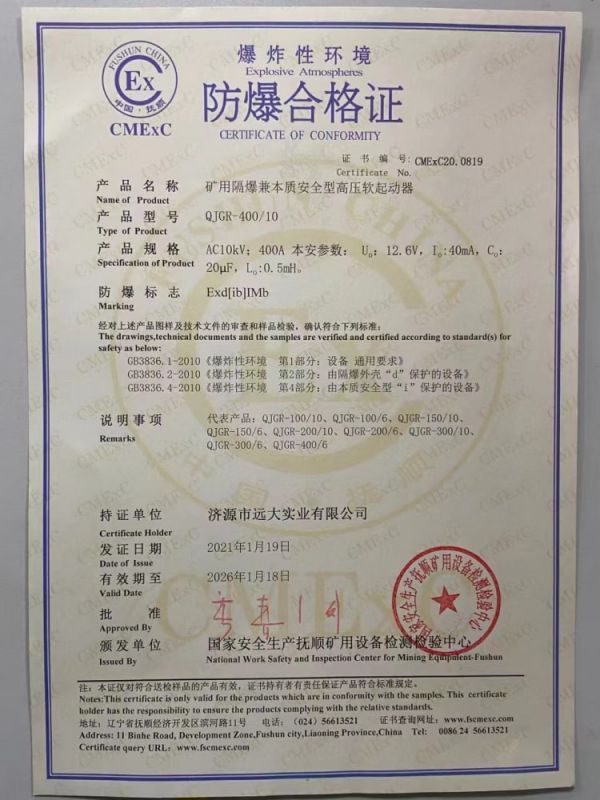 FUSHUN CHINA
Ex
中国·抚顺
CMExC
爆炸性环境
Explosive Atmospheres
防爆合格证
CERTIFICATE OF CONFORMITY
证书编号: CMExC20.0819
Certificate No.
产品名称 矿用隔爆兼本质安全型高压软起动器
Name of Product
产品型号 QJGR-400/10
Type of Product
产品规格 AC10kV; 400A 本安参数: U₀: 12.6V, I₀:40mA, C₀:
Specification of Product 20μF, L₀:0.5mH。
防爆标志 Exd[ib]IMb
Marking
经对上述产品图样及技术文件的审查和样品检验，确认符合下列标准:
The drawings,technical documents and the samples are verified and certified according to standard(s) for
safety as below:
GB3836.1-2010《爆炸性环境 第1部分: 设备 通用要求》
GB3836.2-2010《爆炸性环境 第2部分: 由隔爆外壳“d”保护的设备》
GB3836.4-2010《爆炸性环境 第4部分: 由本质安全型“i”保护的设备》
说明事项 代表产品: QJGR-100/10、QJGR-100/6、QJGR-150/10、
Remarks QJGR-150/6、QJGR-200/10、QJGR-200/6、QJGR-300/10、
QJGR-300/6、QJGR-400/6
持证单位 济源市远大实业有限公司
Certificate Holder
发证日期 2021年1月19日
Date of Issue
有效期至 2026年1月18日
Valid Date
批准
Approved By
颁发单位 国家安全生产抚顺矿用设备检测检验中心
Issued By National Work Safety and Inspection Center for Mining Equipment-Fushun
国家安全生产抚顺矿用设备检测检验中心
注: 本证仅对符合送检样品的产品有效，证书持有者有责任保证产品符合标准规定。
Notes:This certificate is only valid for the products which are in conformity with the samples. This certificate
holder has the responsibility to ensure the products complying with the relative standards.
地址: 辽宁省抚顺经济开发区滨河路11号 电话: (024) 56613521 证书查询网址: www.fscmexc.com
Address: 11 Binhe Road, Development Zone,Fushun city,Liaoning Province,China Tel: 0086 24 56613521
Certificate query URL: www.fscmexc.com